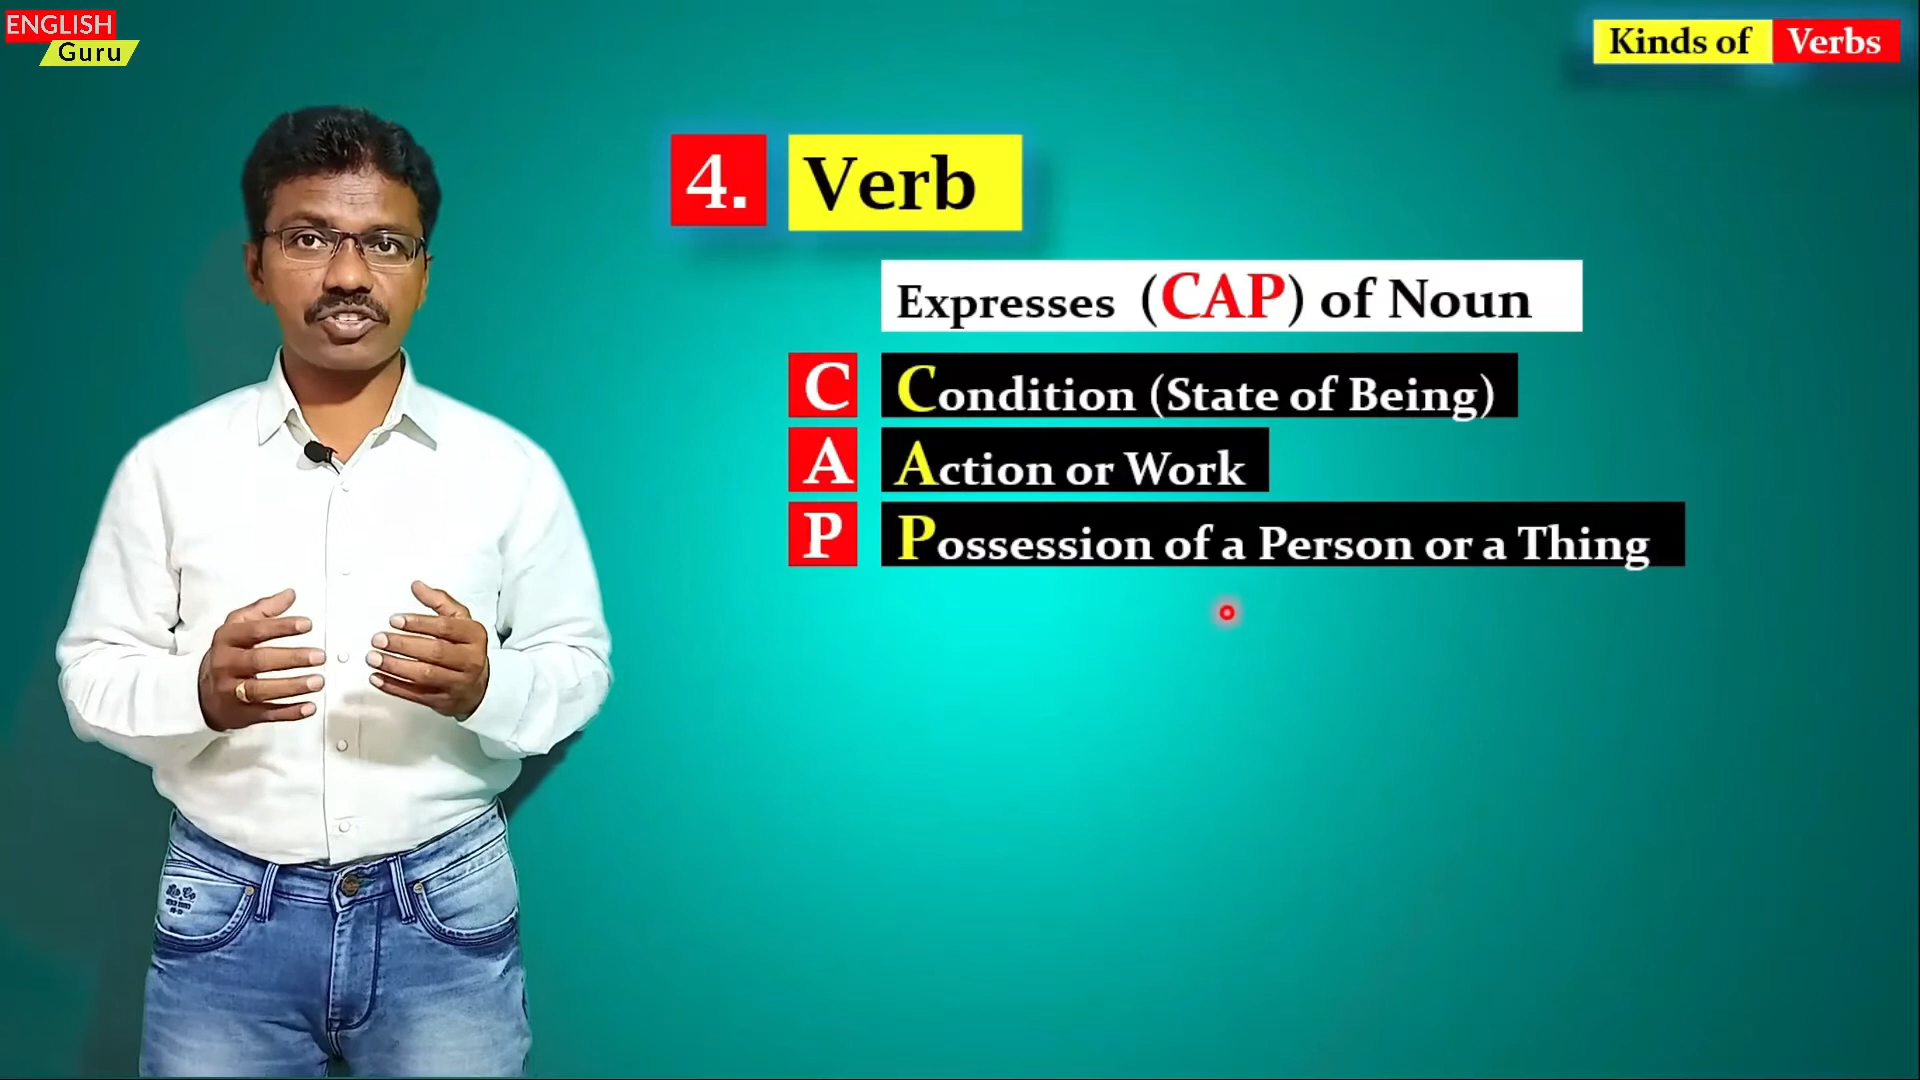 ENGLISH
Guru
Kinds of Verbs
4. Verb
Expresses (CAP) of Noun
C Condition (State of Being)
A Action or Work
P Possession of a Person or a Thing